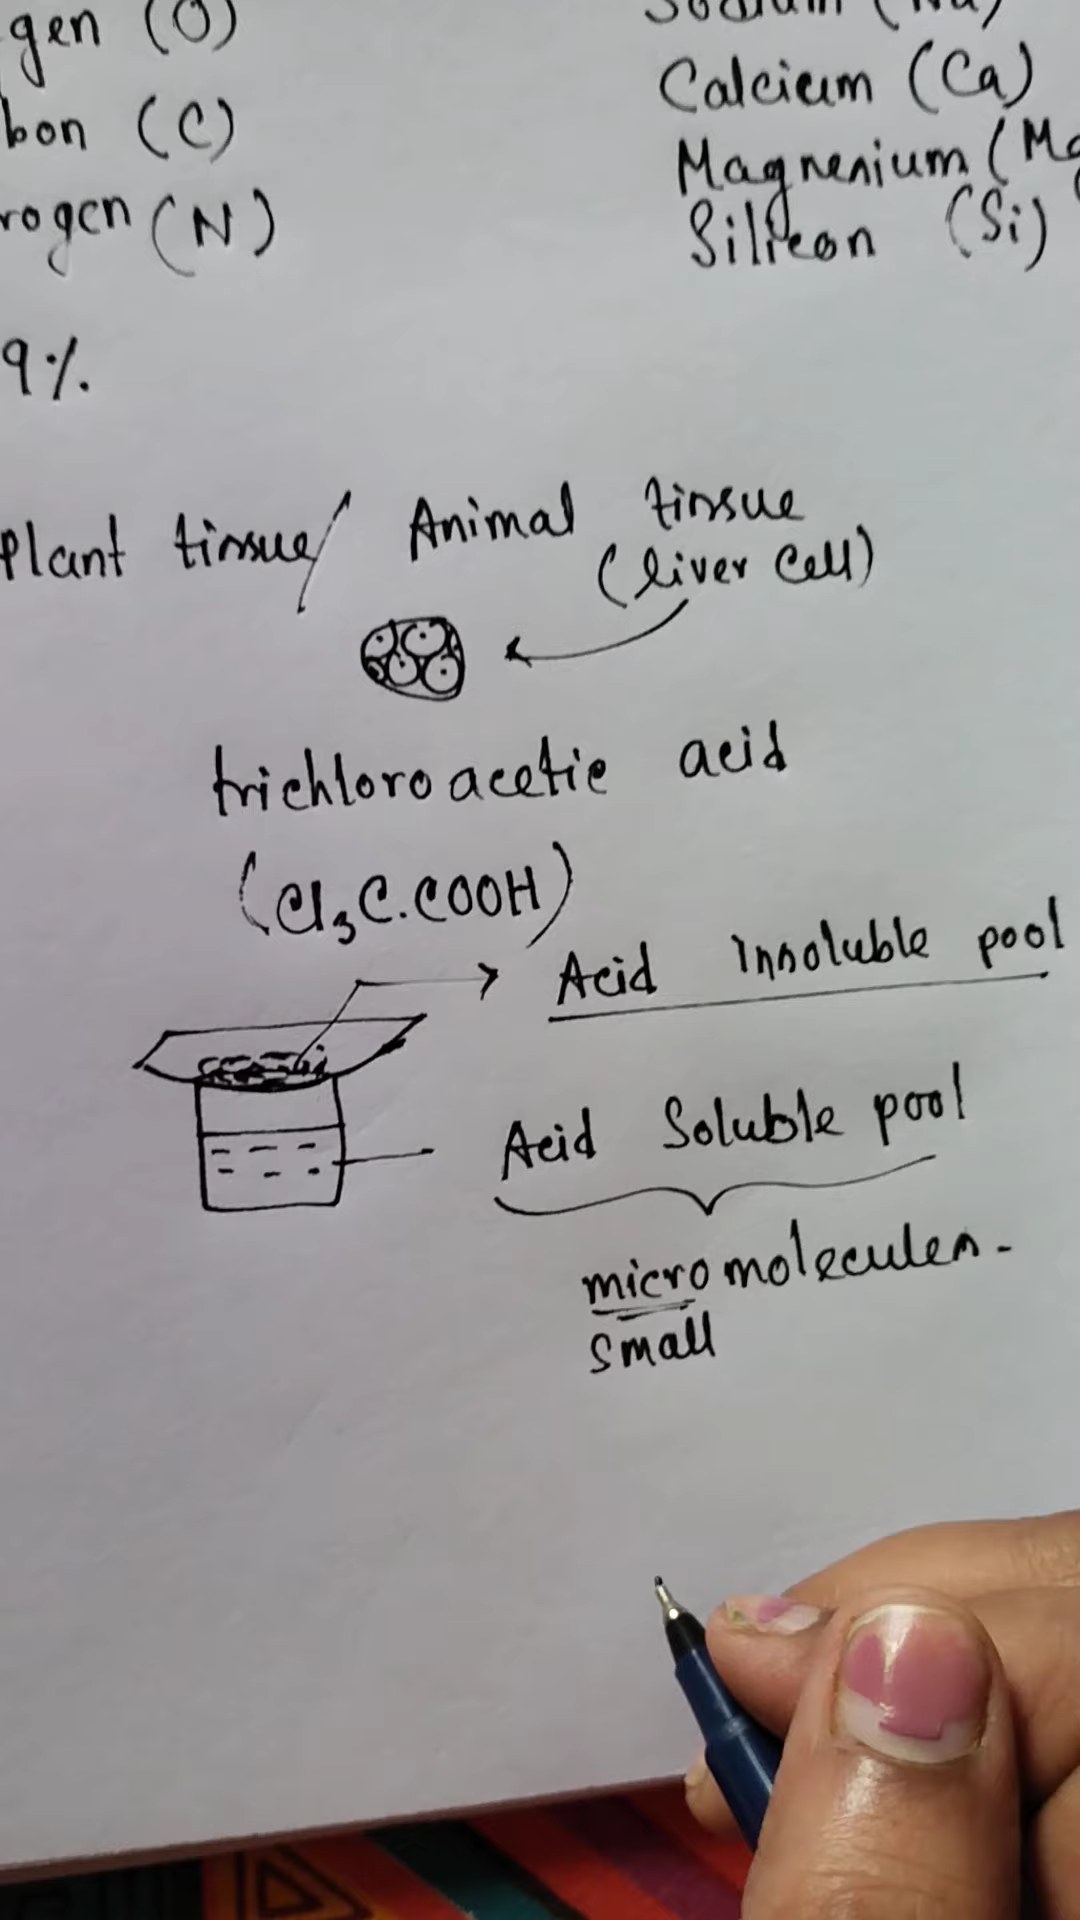 gen (O)
Sodium (Na)
bon (C)
Calcium (Ca)
rogen (N)
Magnesium (Mg
Silicon (Si)
9%.
Plant tissue/ Animal tissue
(liver cell)
trichloroacetic acid
(Cl₃C.COOH)
Acid insoluble pool
Acid Soluble pool
micromolecules-
small